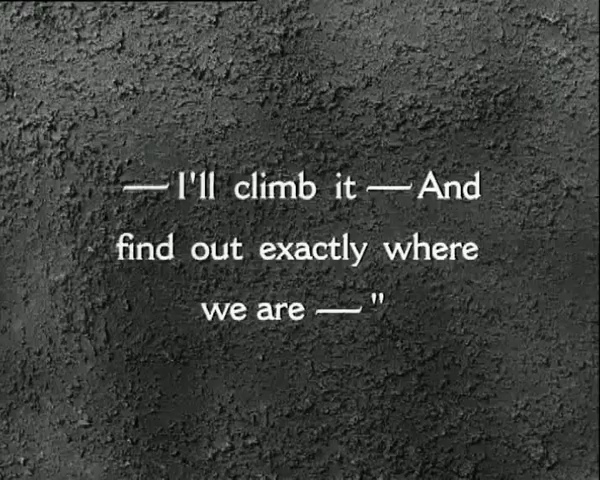 — I'll climb it — And
find out exactly where
we are — "